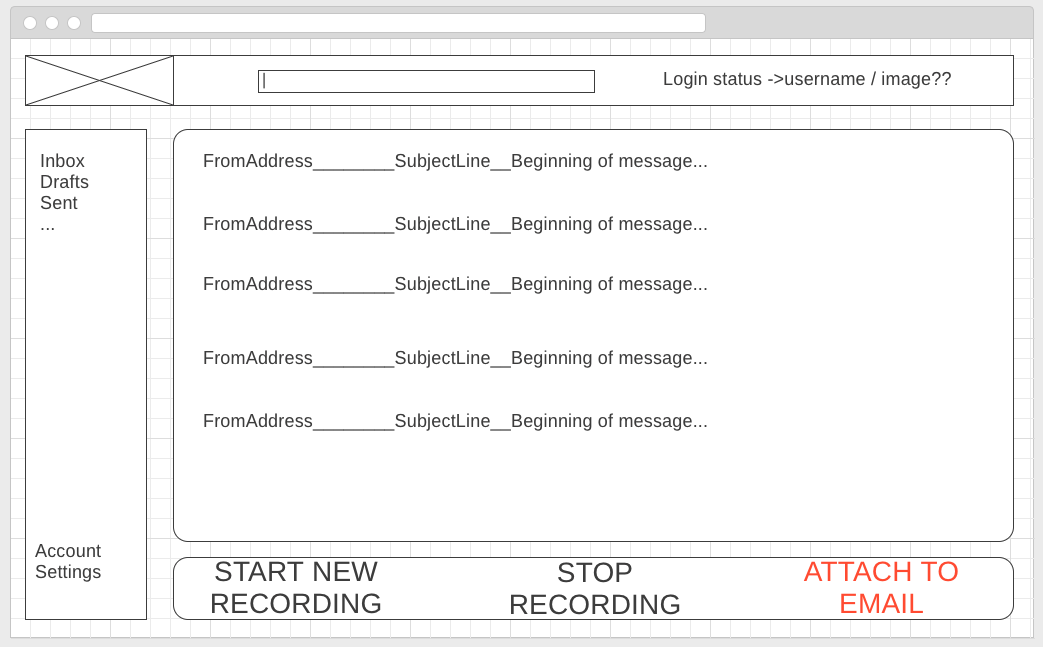 Login status ->username / image??
Inbox
Drafts
Sent
...
FromAddress________SubjectLine__Beginning of message...
FromAddress________SubjectLine__Beginning of message...
FromAddress________SubjectLine__Beginning of message...
FromAddress________SubjectLine__Beginning of message...
FromAddress________SubjectLine__Beginning of message...
Account
Settings
START NEW
RECORDING
STOP
RECORDING
ATTACH TO
EMAIL